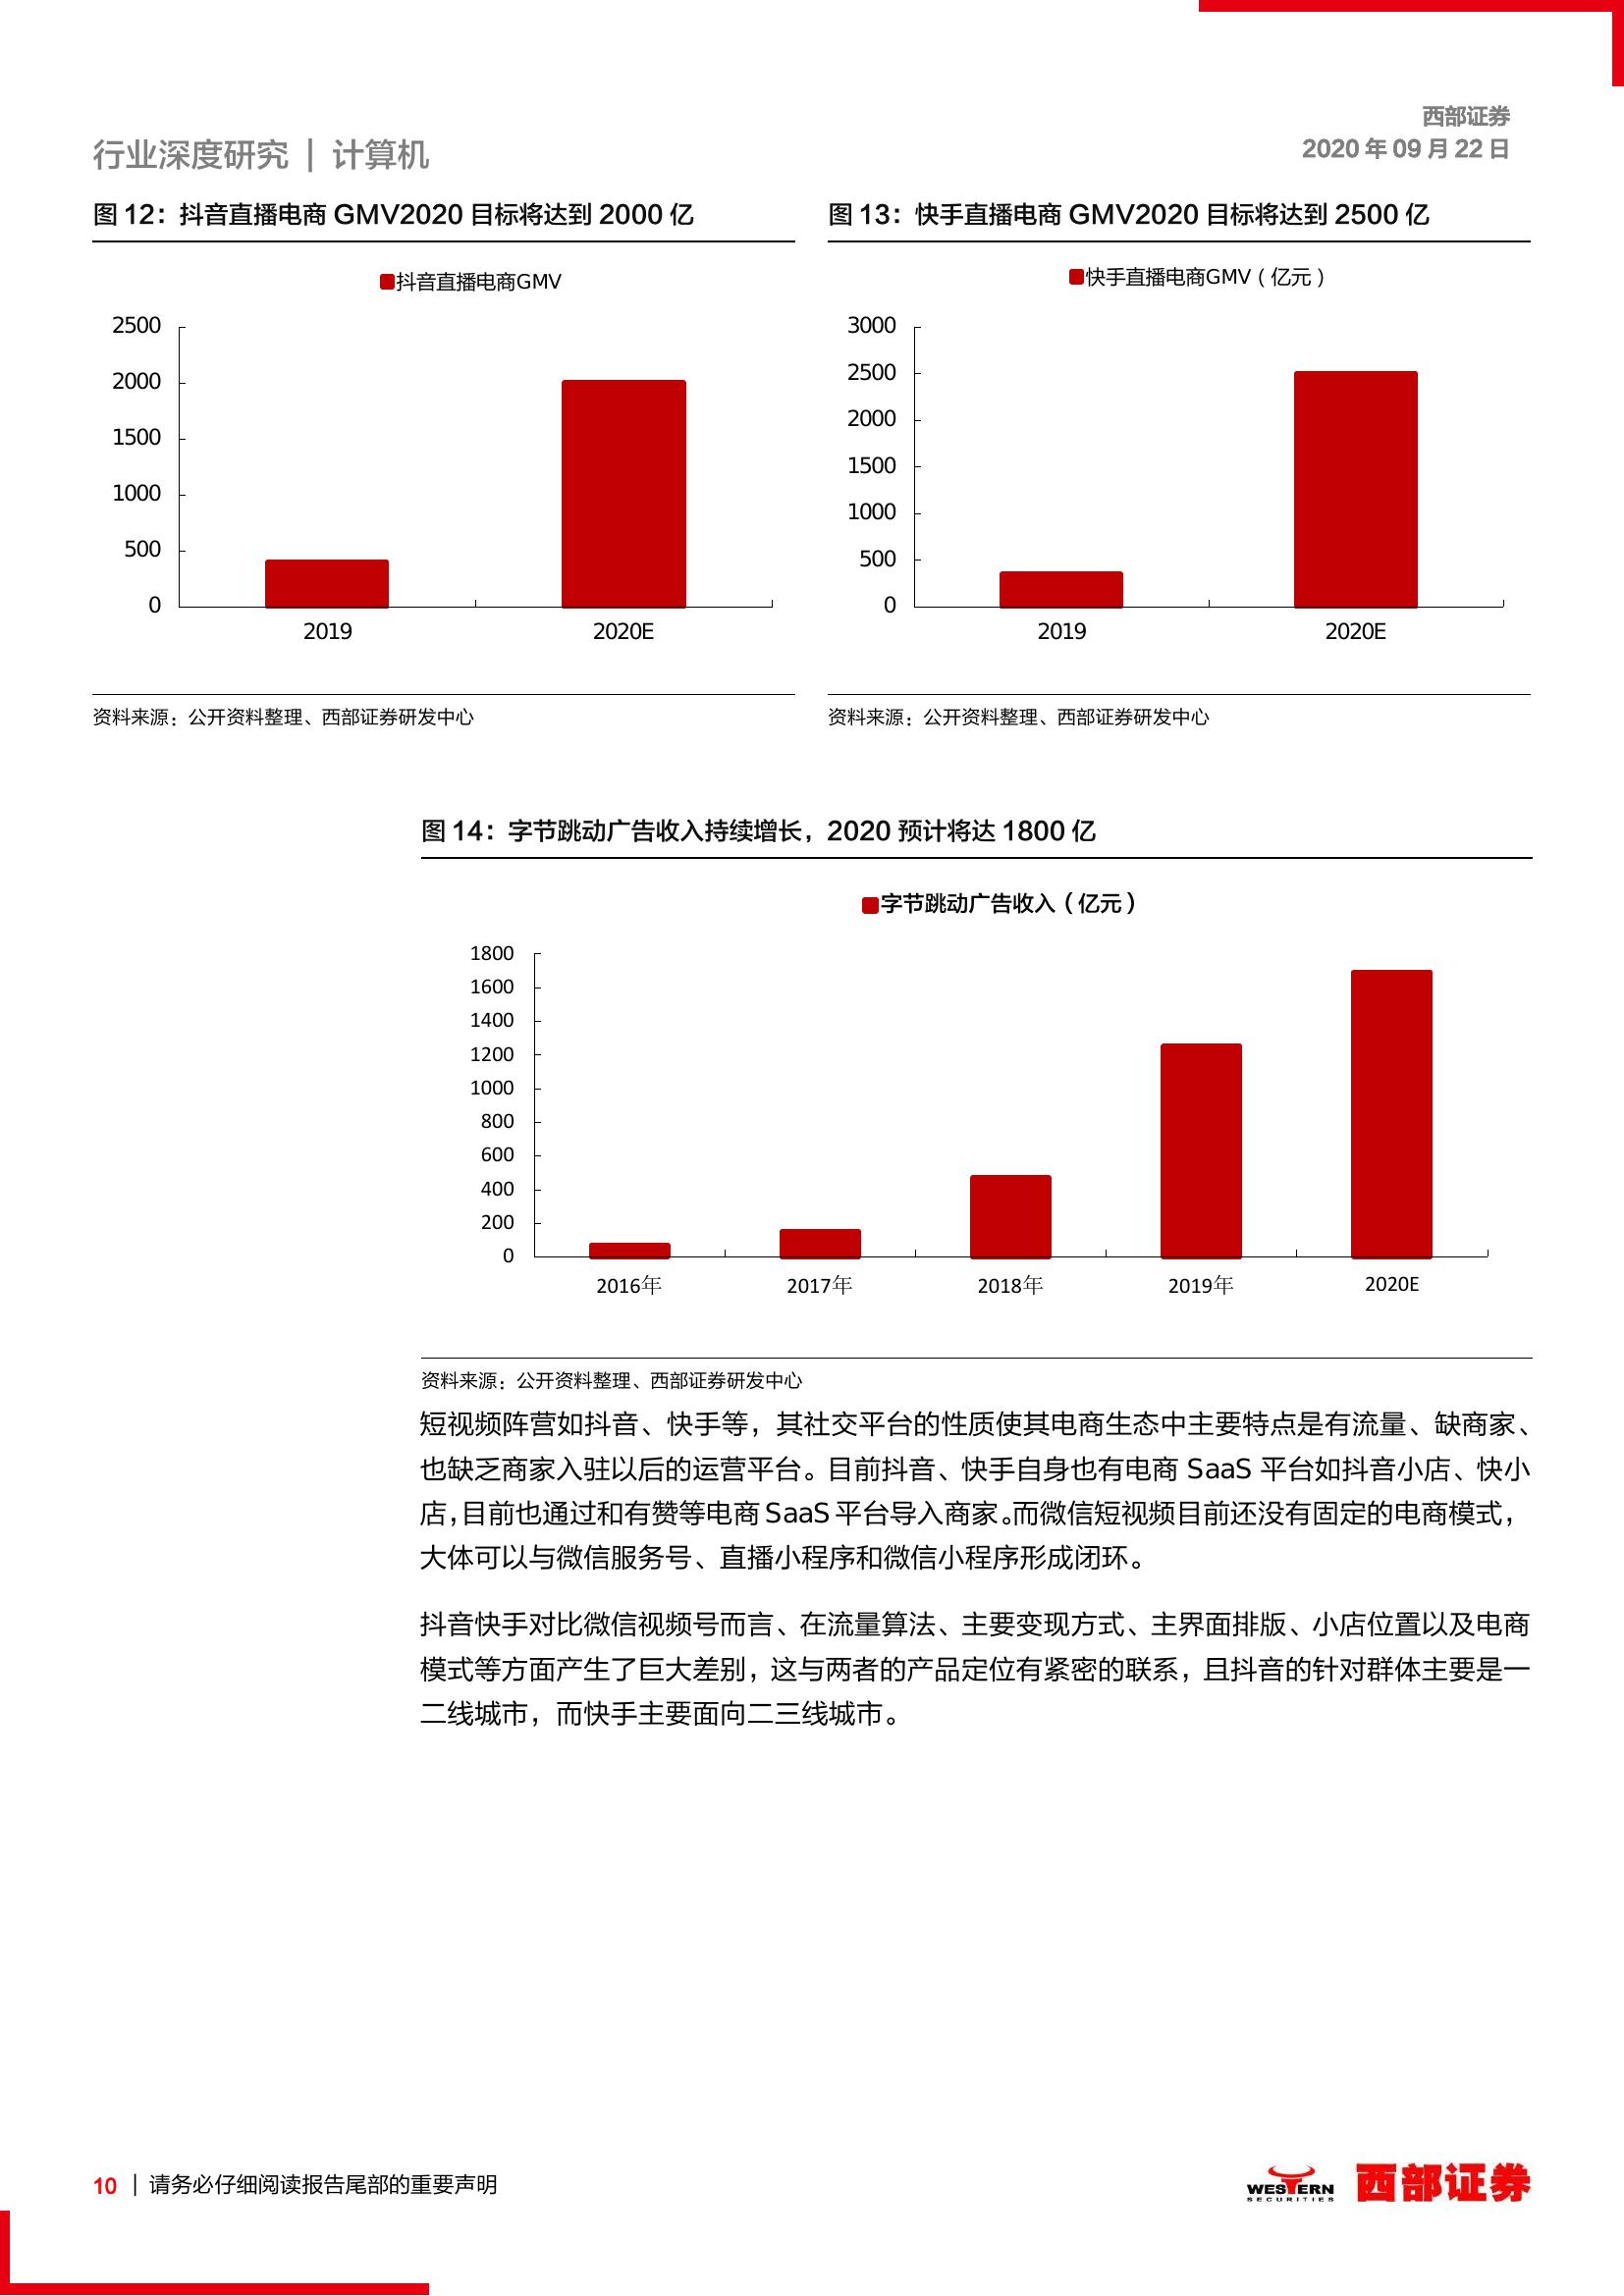 西部证券
行业深度研究 | 计算机
2020 年 09 月 22 日
图 12：抖音直播电商 GMV2020 目标将达到 2000 亿
抖音直播电商GMV
2500
2000
1500
1000
500
0
2019
2020E
资料来源：公开资料整理、西部证券研发中心
图 13：快手直播电商 GMV2020 目标将达到 2500 亿
快手直播电商GMV（亿元）
3000
2500
2000
1500
1000
500
0
2019
2020E
资料来源：公开资料整理、西部证券研发中心
图 14：字节跳动广告收入持续增长，2020 预计将达 1800 亿
字节跳动广告收入（亿元）
1800
1600
1400
1200
1000
800
600
400
200
0
2016年
2017年
2018年
2019年
2020E
资料来源：公开资料整理、西部证券研发中心
短视频阵营如抖音、快手等，其社交平台的性质使其电商生态中主要特点是有流量、缺商家、
也缺乏商家入驻以后的运营平台。目前抖音、快手自身也有电商 SaaS 平台如抖音小店、快小
店，目前也通过和有赞等电商 SaaS 平台导入商家。而微信短视频目前还没有固定的电商模式，
大体可以与微信服务号、直播小程序和微信小程序形成闭环。
抖音快手对比微信视频号而言、在流量算法、主要变现方式、主界面排版、小店位置以及电商
模式等方面产生了巨大差别，这与两者的产品定位有紧密的联系，且抖音的针对群体主要是一
二线城市，而快手主要面向二三线城市。
10 | 请务必仔细阅读报告尾部的重要声明
WESTERN
SECURITIES
西部证券